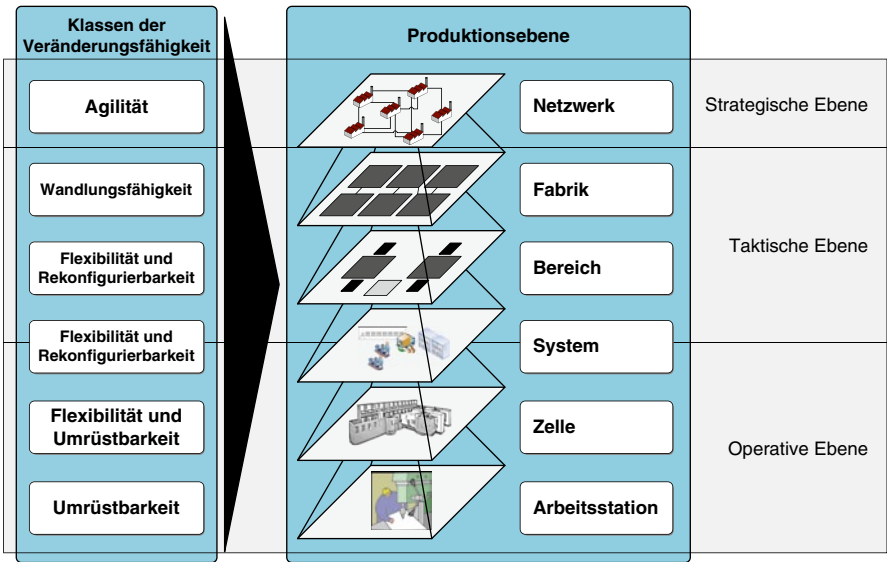 Klassen der
Veränderungsfähigkeit
Produktionsebene
Agilität
Netzwerk
Strategische Ebene
Wandlungsfähigkeit
Fabrik
Flexibilität und
Rekonfigurierbarkeit
Bereich
Taktische Ebene
Flexibilität und
Rekonfigurierbarkeit
System
Flexibilität und
Umrüstbarkeit
Zelle
Operative Ebene
Umrüstbarkeit
Arbeitsstation